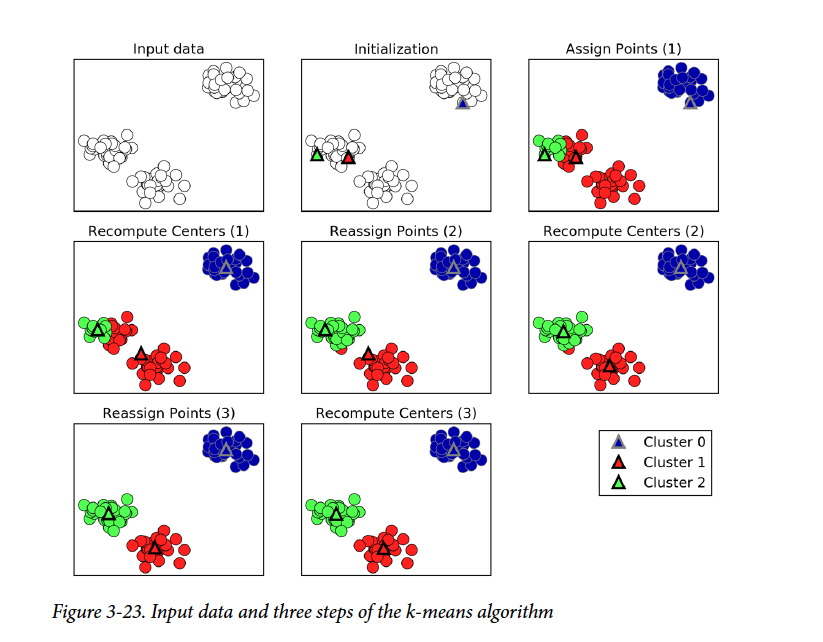 Input data
Initialization
Assign Points (1)
Recompute Centers (1)
Reassign Points (2)
Recompute Centers (2)
Reassign Points (3)
Recompute Centers (3)
Cluster 0
Cluster 1
Cluster 2
Figure 3-23. Input data and three steps of the k-means algorithm